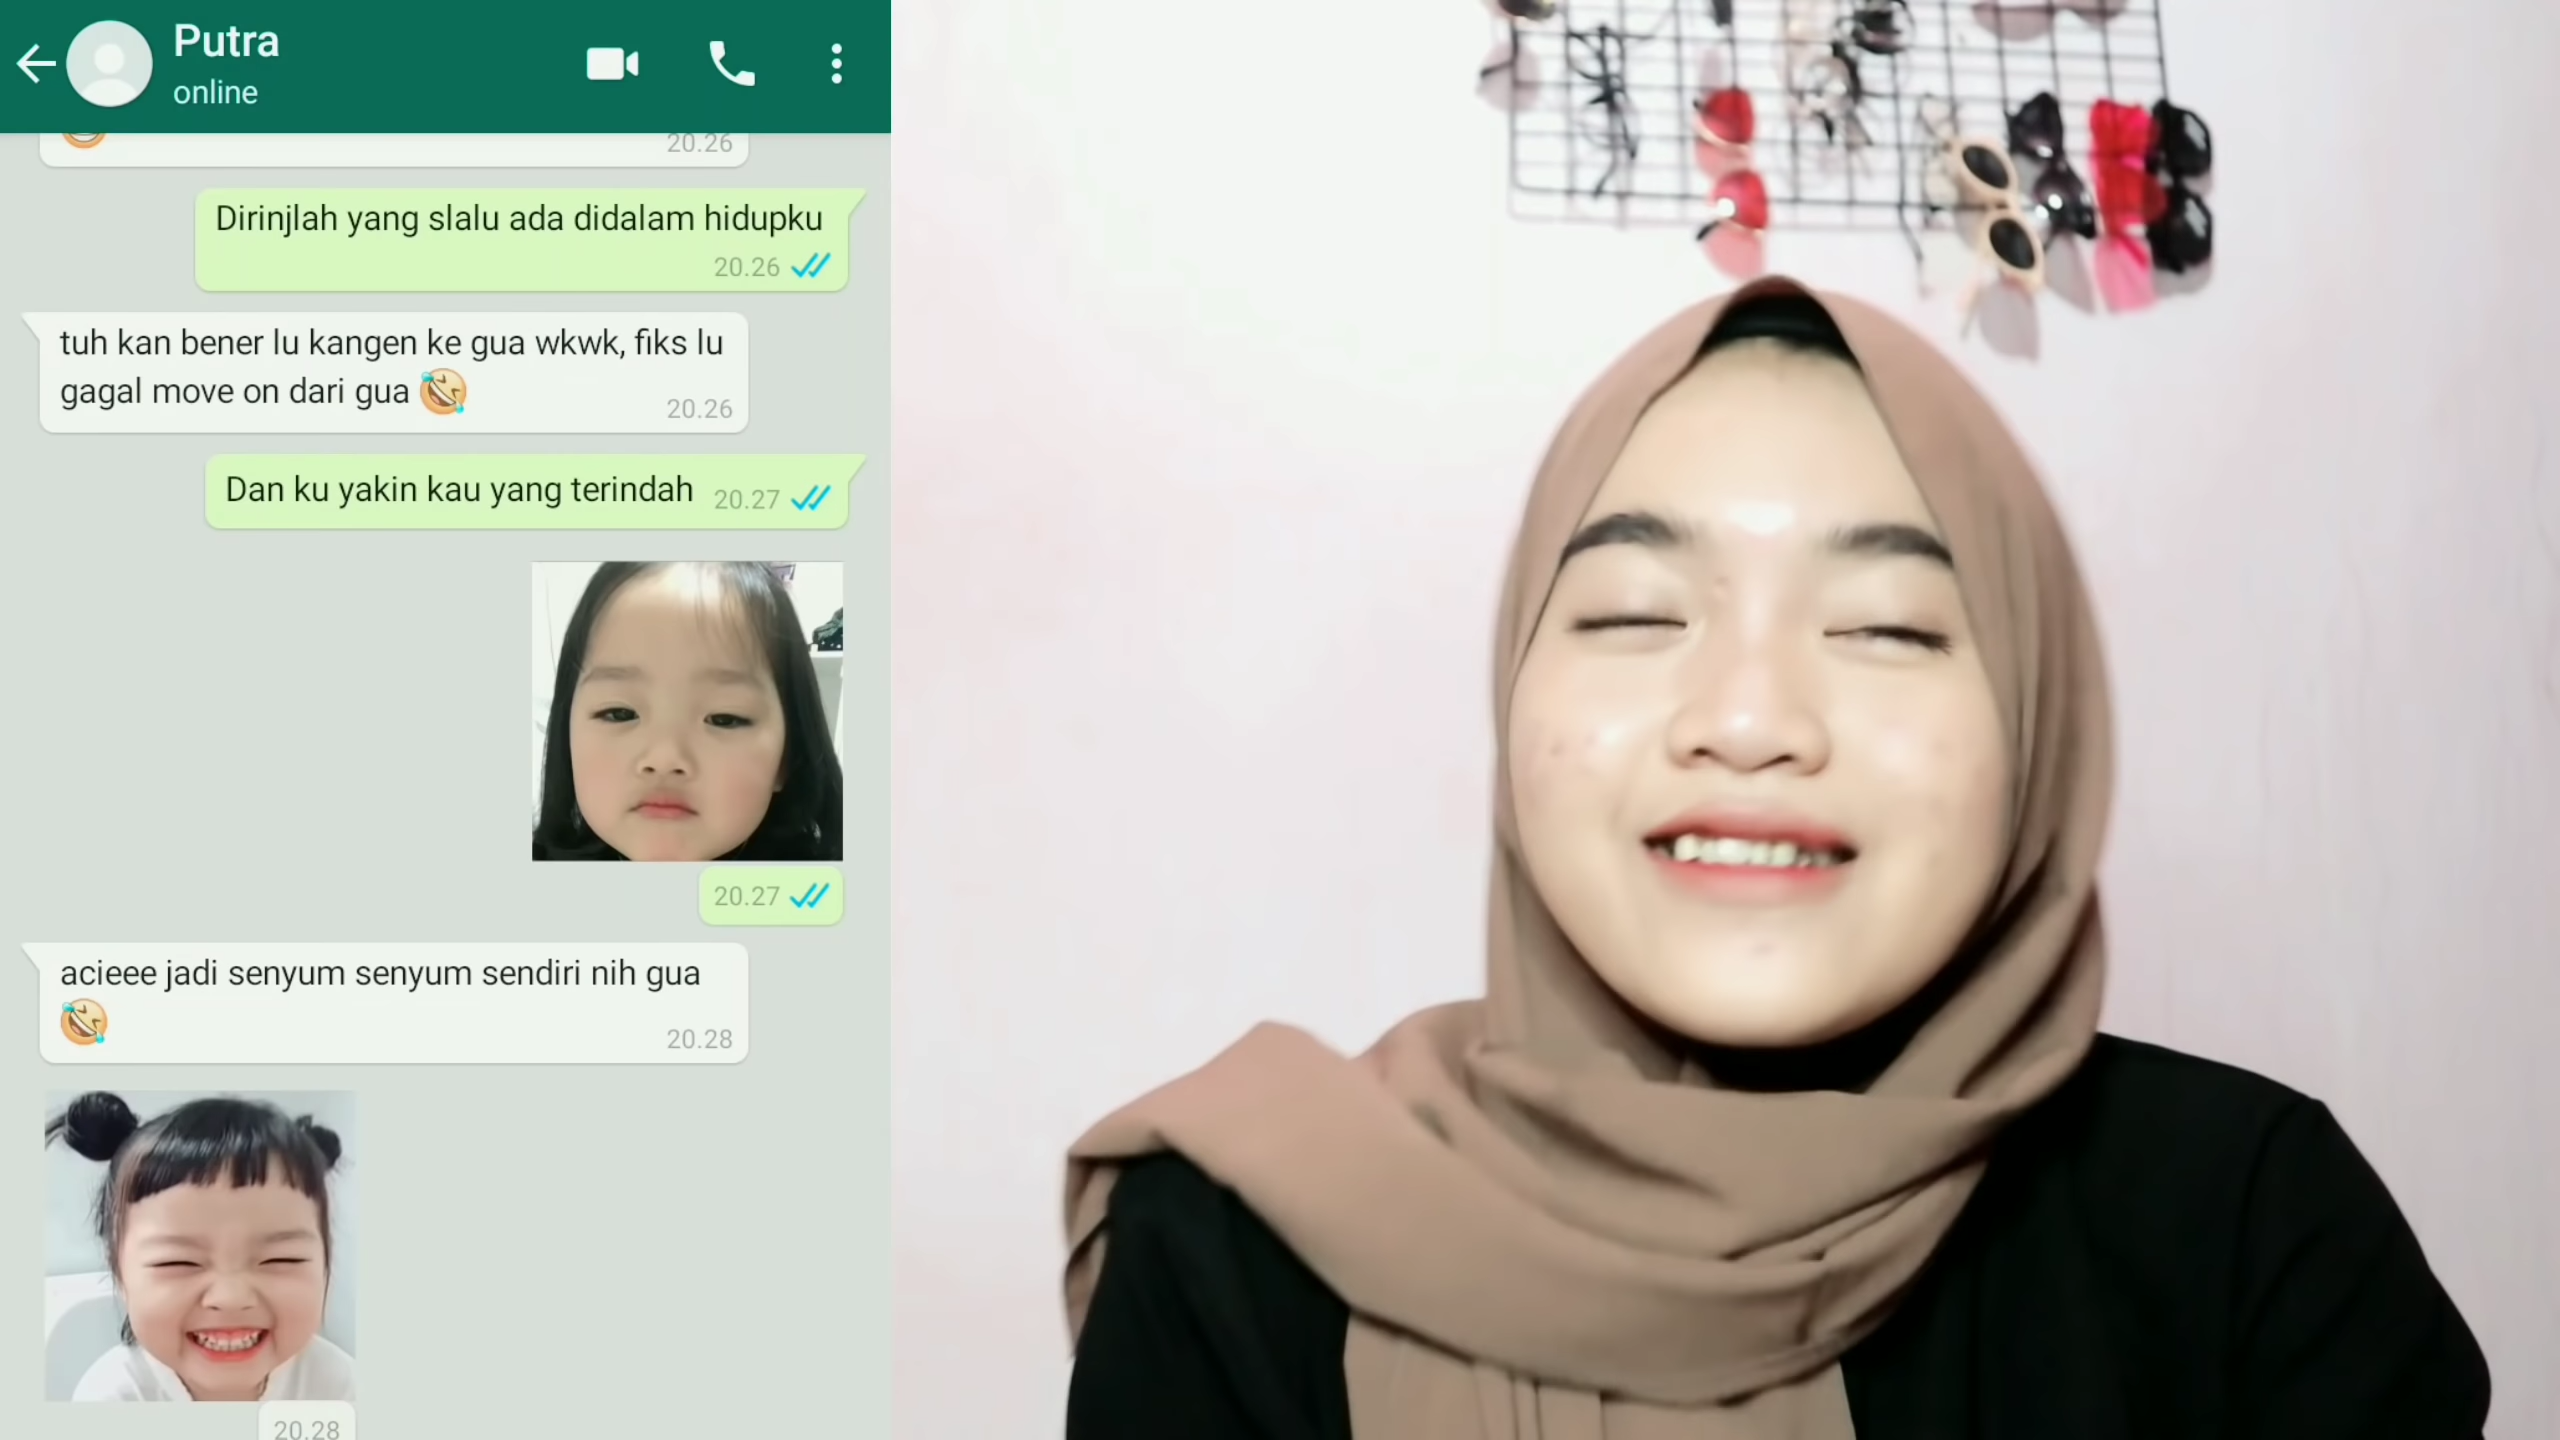 Putra
online
20.26
Dirinjlah yang slalu ada didalam hidupku
20.26
tuh kan bener lu kangen ke gua wkwk, fiks lu
gagal move on dari gua 🤣
20.26
Dan ku yakin kau yang terindah 20.27
20.27
acieee jadi senyum senyum sendiri nih gua
🤣
20.28
20.28